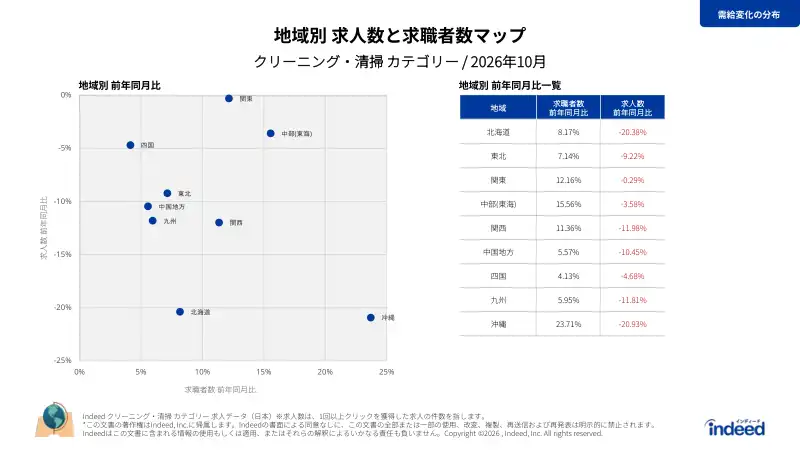 需給変化の分布
地域別 求人数と求職者数マップ
クリーニング・清掃 カテゴリー / 2026年10月
地域別 前年同月比
0%
-5%
-10%
-15%
-20%
-25%
0%
5%
10%
15%
20%
25%
求人数 前年同月比
求職者数 前年同月比
関東
中部(東海)
四国
東北
中国地方
九州
関西
北海道
沖縄
地域別 前年同月比一覧
地域 求職者数 前年同月比 求人数 前年同月比
北海道 8.17% -20.38%
東北 7.14% -9.22%
関東 12.16% -0.29%
中部(東海) 15.56% -3.58%
関西 11.36% -11.98%
中国地方 5.57% -10.45%
四国 4.13% -4.68%
九州 5.95% -11.81%
沖縄 23.71% -20.93%
Indeed クリーニング・清掃 カテゴリー 求人データ（日本）※求人数は、1回以上クリックを獲得した求人の件数を指します。
*この文書の著作権はIndeed, Inc.に帰属します。Indeedの書面による同意なしに、この文書の全部または一部の使用、改変、複製、再送信および再発表は明示的に禁止されます。
Indeedはこの文書に含まれる情報の使用もしくは適用、またはそれらの解釈によるいかなる責任も負いません。Copyright ©2026 , Indeed, Inc. All rights reserved.
インディード
indeed